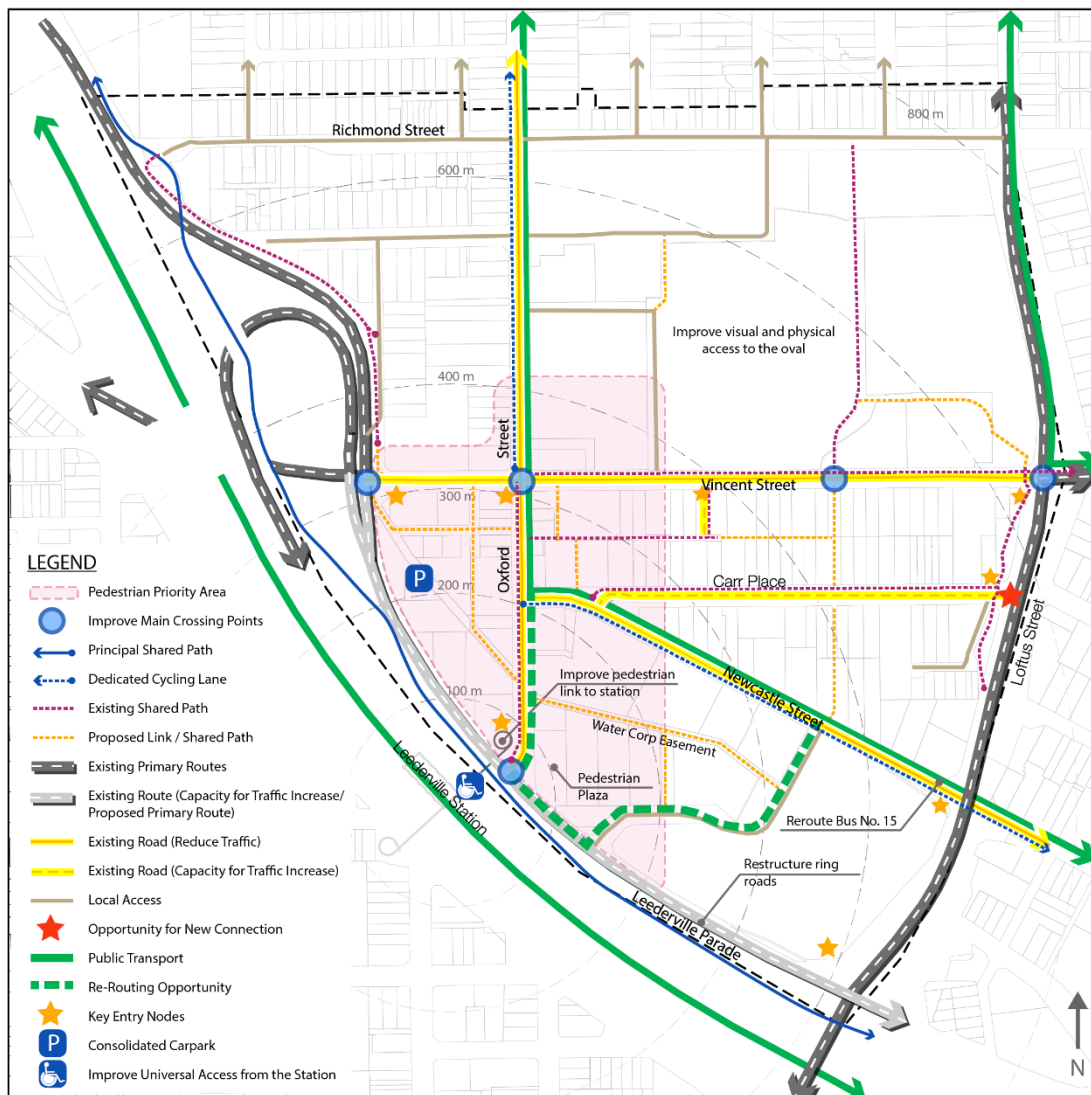 800 m
Richmond Street
600 m
Improve visual and physical
access to the oval
400 m
Street
Vincent Street
300 m
Oxford
P
200 m
Carr Place
Loftus Street
Improve pedestrian
link to station
100 m
Newcastle Street
Water Corp Easement
Leederville Station
Pedestrian
Plaza
Reroute Bus No. 15
Restructure ring
roads
Leederville Parade
N
LEGEND
Pedestrian Priority Area
Improve Main Crossing Points
Principal Shared Path
Dedicated Cycling Lane
Existing Shared Path
Proposed Link / Shared Path
Existing Primary Routes
Existing Route (Capacity for Traffic Increase/
Proposed Primary Route)
Existing Road (Reduce Traffic)
Existing Road (Capacity for Traffic Increase)
Local Access
Opportunity for New Connection
Public Transport
Re-Routing Opportunity
Key Entry Nodes
P
Consolidated Carpark
Improve Universal Access from the Station